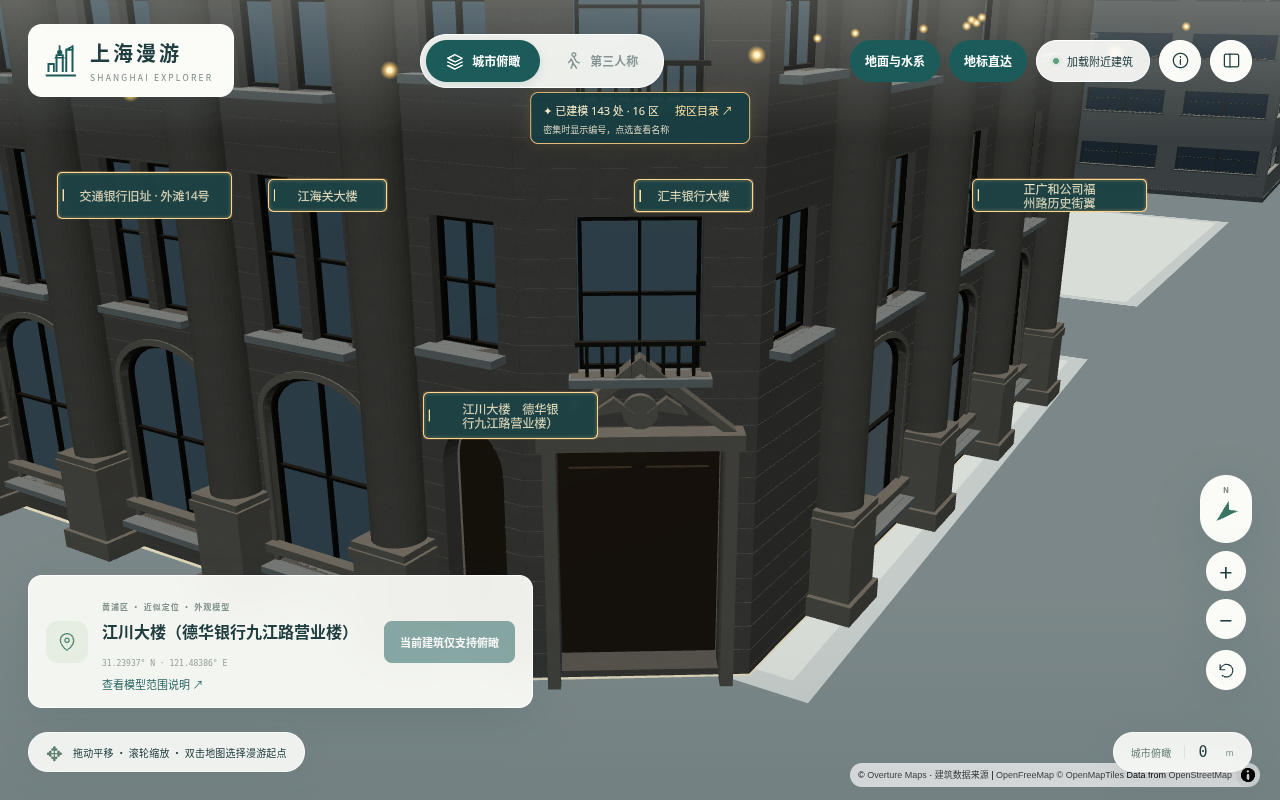 上海漫游
SHANGHAI EXPLORER
城市俯瞰
第三人称
地面与水系
地标直达
加载附近建筑
✦ 已建模 143 处 · 16 区 按区目录 ↗
密集时显示编号，点选查看名称
交通银行旧址 · 外滩14号
江海关大楼
汇丰银行大楼
正广和公司福
州路历史街翼
江川大楼 德华银
行九江路营业楼）
N
黄浦区 · 近似定位 · 外观模型
江川大楼（德华银行九江路营业楼）
31.23937° N · 121.48386° E
查看模型范围说明 ↗
当前建筑仅支持俯瞰
+
−
拖动平移 · 滚轮缩放 · 双击地图选择漫游起点
城市俯瞰 0 m
© Overture Maps · 建筑数据来源 | OpenFreeMap © OpenMapTiles Data from OpenStreetMap